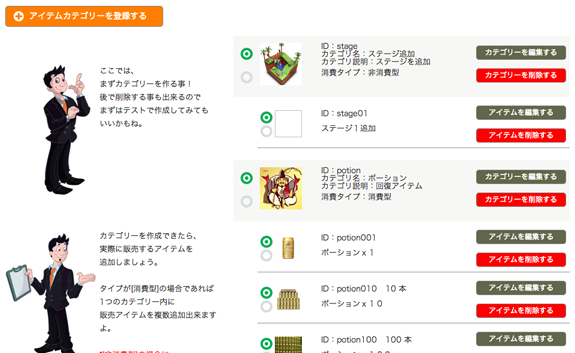 アイテムカテゴリーを登録する
ここでは、
まずカテゴリーを作る事！
後で削除する事も出来るので
まずはテストで作成してみても
いいかもね。
ID：stage
カテゴリ名：ステージ追加
カテゴリ説明：ステージを追加
消費タイプ：非消費型
カテゴリーを編集する
カテゴリーを削除する
ID：stage01
ステージ１追加
アイテムを編集する
アイテムを削除する
ID：potion
カテゴリ名：ポーション
カテゴリ説明：回復アイテム
消費タイプ：消費型
カテゴリーを編集する
カテゴリーを削除する
カテゴリーを作成できたら、
実際に販売するアイテムを
追加しましょう。
タイプが[消費型]の場合であれば
1つのカテゴリー内に
販売アイテムを複数追加出来ます
よ。
ID：potion001
ポーションｘ１
アイテムを編集する
アイテムを削除する
ID：potion010　10 本
ポーションｘ１０
アイテムを編集する
アイテムを削除する
ID：potion100　100 本
アイテムを編集する